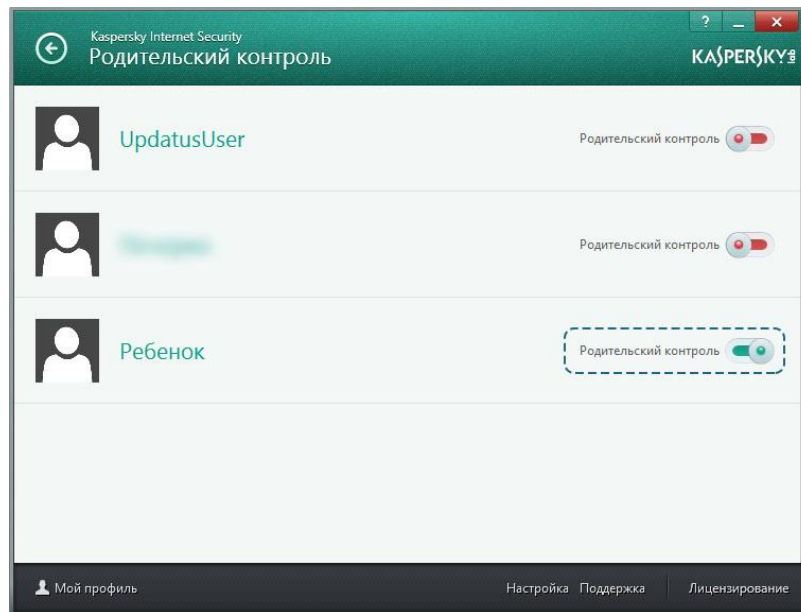 ?
Kaspersky Internet Security
Родительский контроль
KASPERSKY
UpdatusUser
Родительский контроль
Родительский контроль
Ребенок
Родительский контроль
Мой профиль
Настройка Поддержка Лицензирование